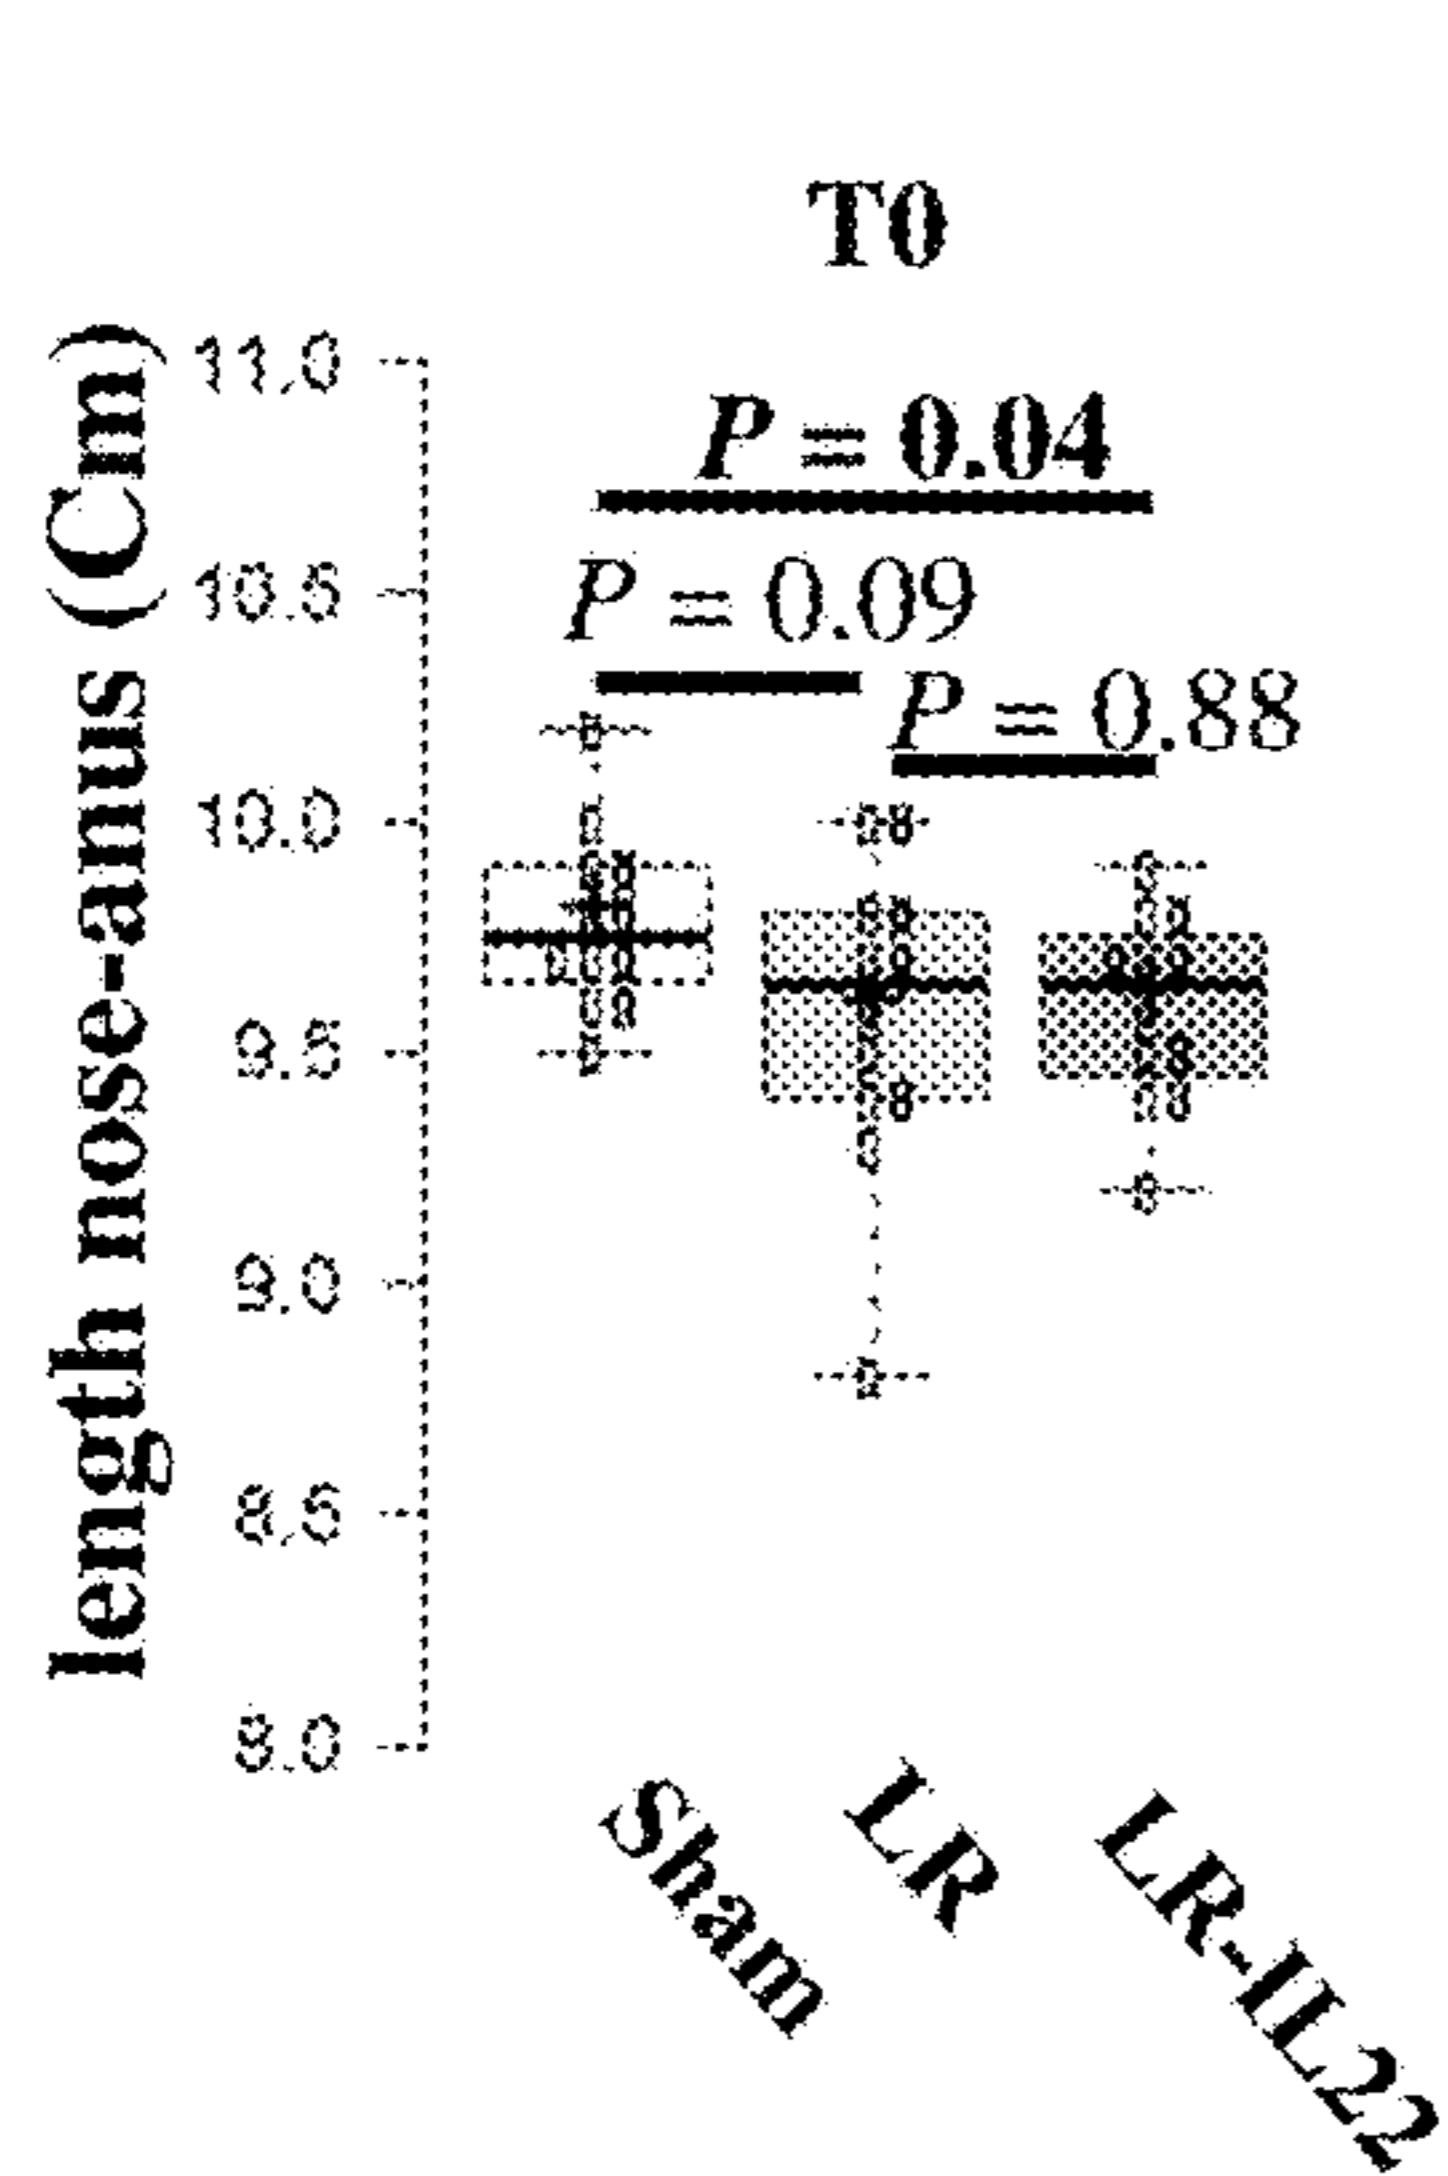 T0
length nose-anus (Cm)
11.0
10.5
10.0
9.5
9.0
8.5
8.0
P = 0.04
P = 0.09
P = 0.88
Sham
LR
LR-IL22